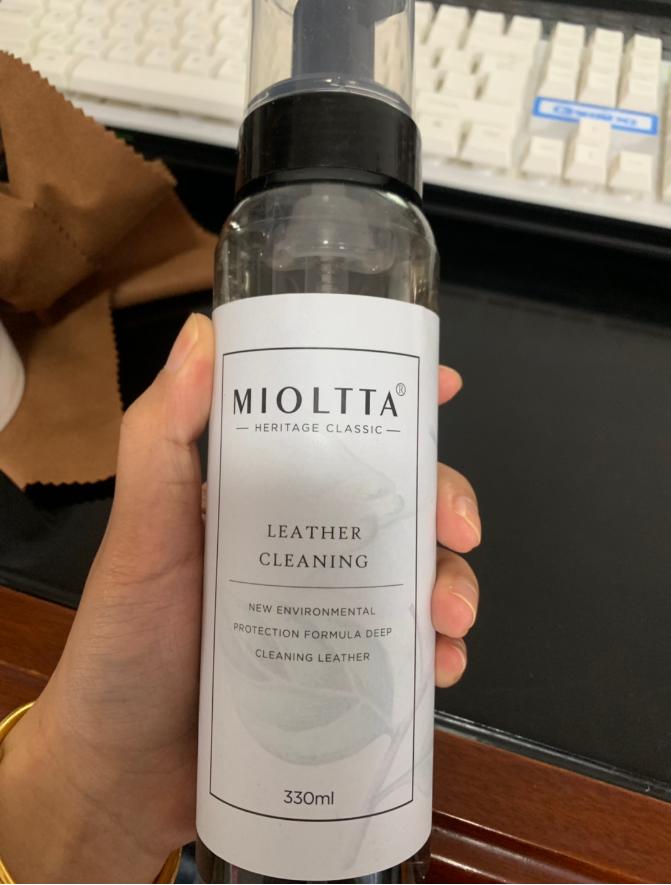 MIOLTTA®
— HERITAGE CLASSIC —
LEATHER
CLEANING
NEW ENVIRONMENTAL
PROTECTION FORMULA DEEP
CLEANING LEATHER
330ml